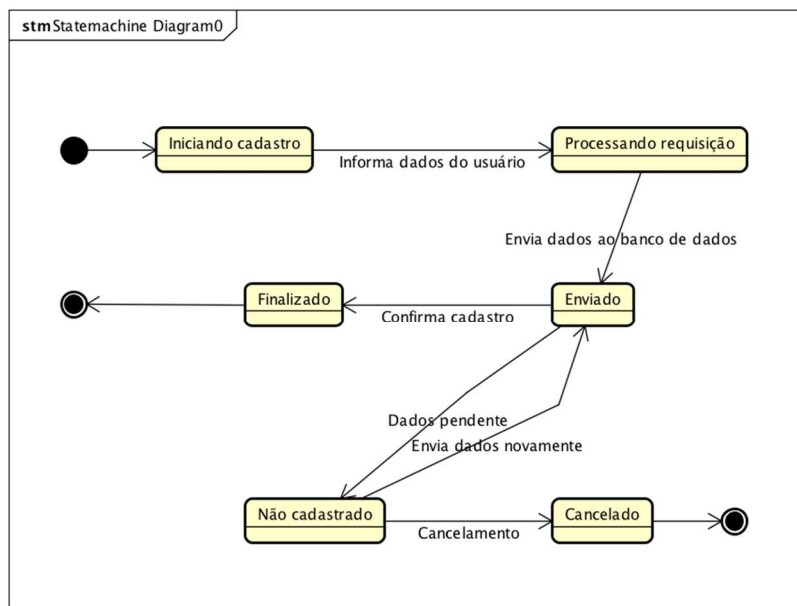 stm Statemachine Diagram0
Iniciando cadastro
Processando requisição
Informa dados do usuário
Envia dados ao banco de dados
Finalizado
Enviado
Confirma cadastro
Dados pendente
Envia dados novamente
Não cadastrado
Cancelado
Cancelamento